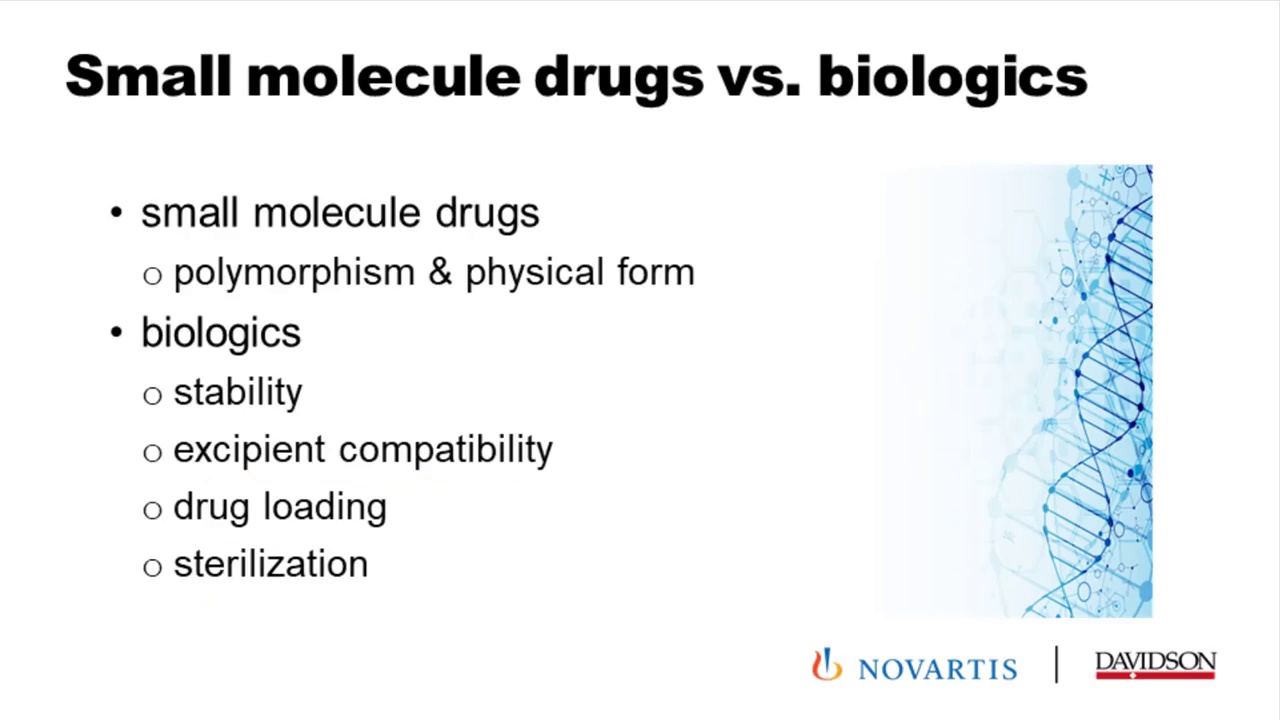 Small molecule drugs vs. biologics
• small molecule drugs
o polymorphism & physical form
• biologics
o stability
o excipient compatibility
o drug loading
o sterilization
NOVARTIS | DAVIDSON